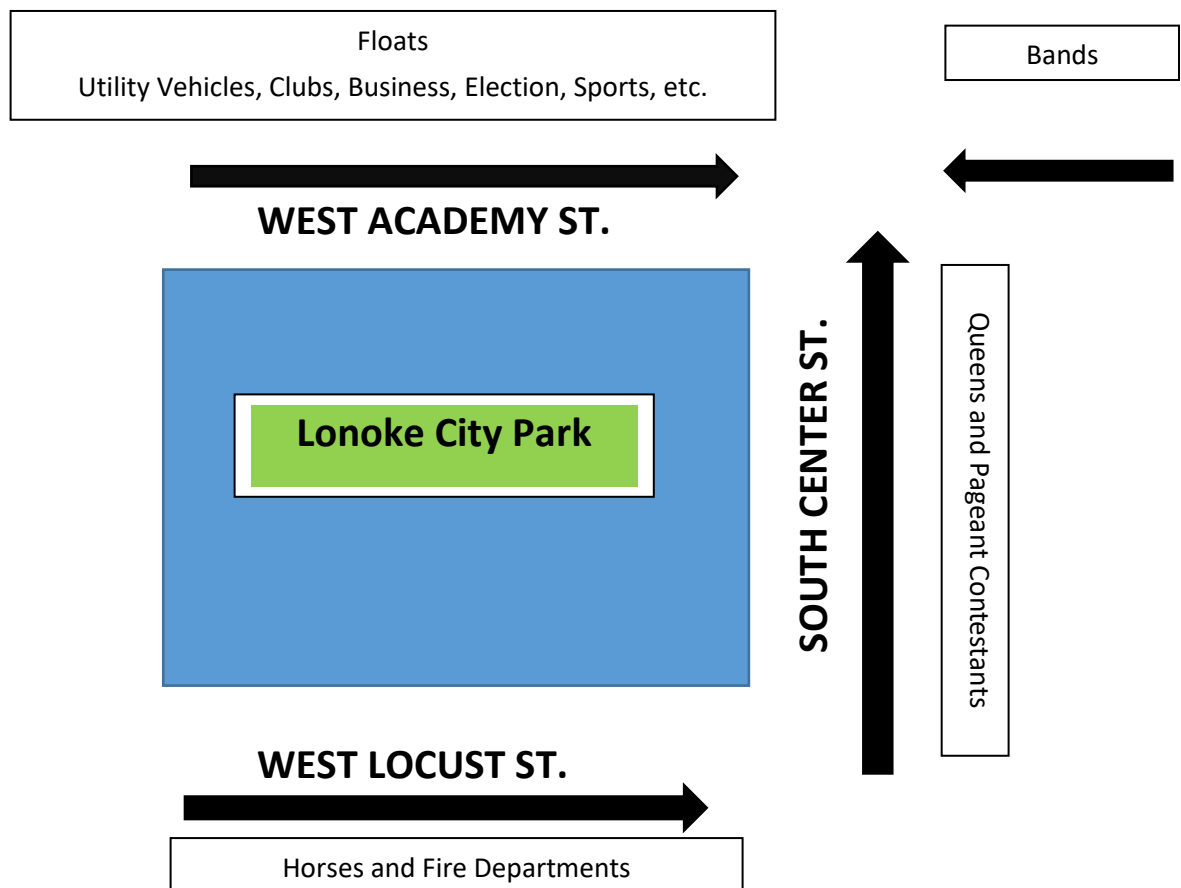 Floats
Utility Vehicles, Clubs, Business, Election, Sports, etc.
Bands
WEST ACADEMY ST.
Lonoke City Park
SOUTH CENTER ST.
Queens and Pageant Contestants
WEST LOCUST ST.
Horses and Fire Departments